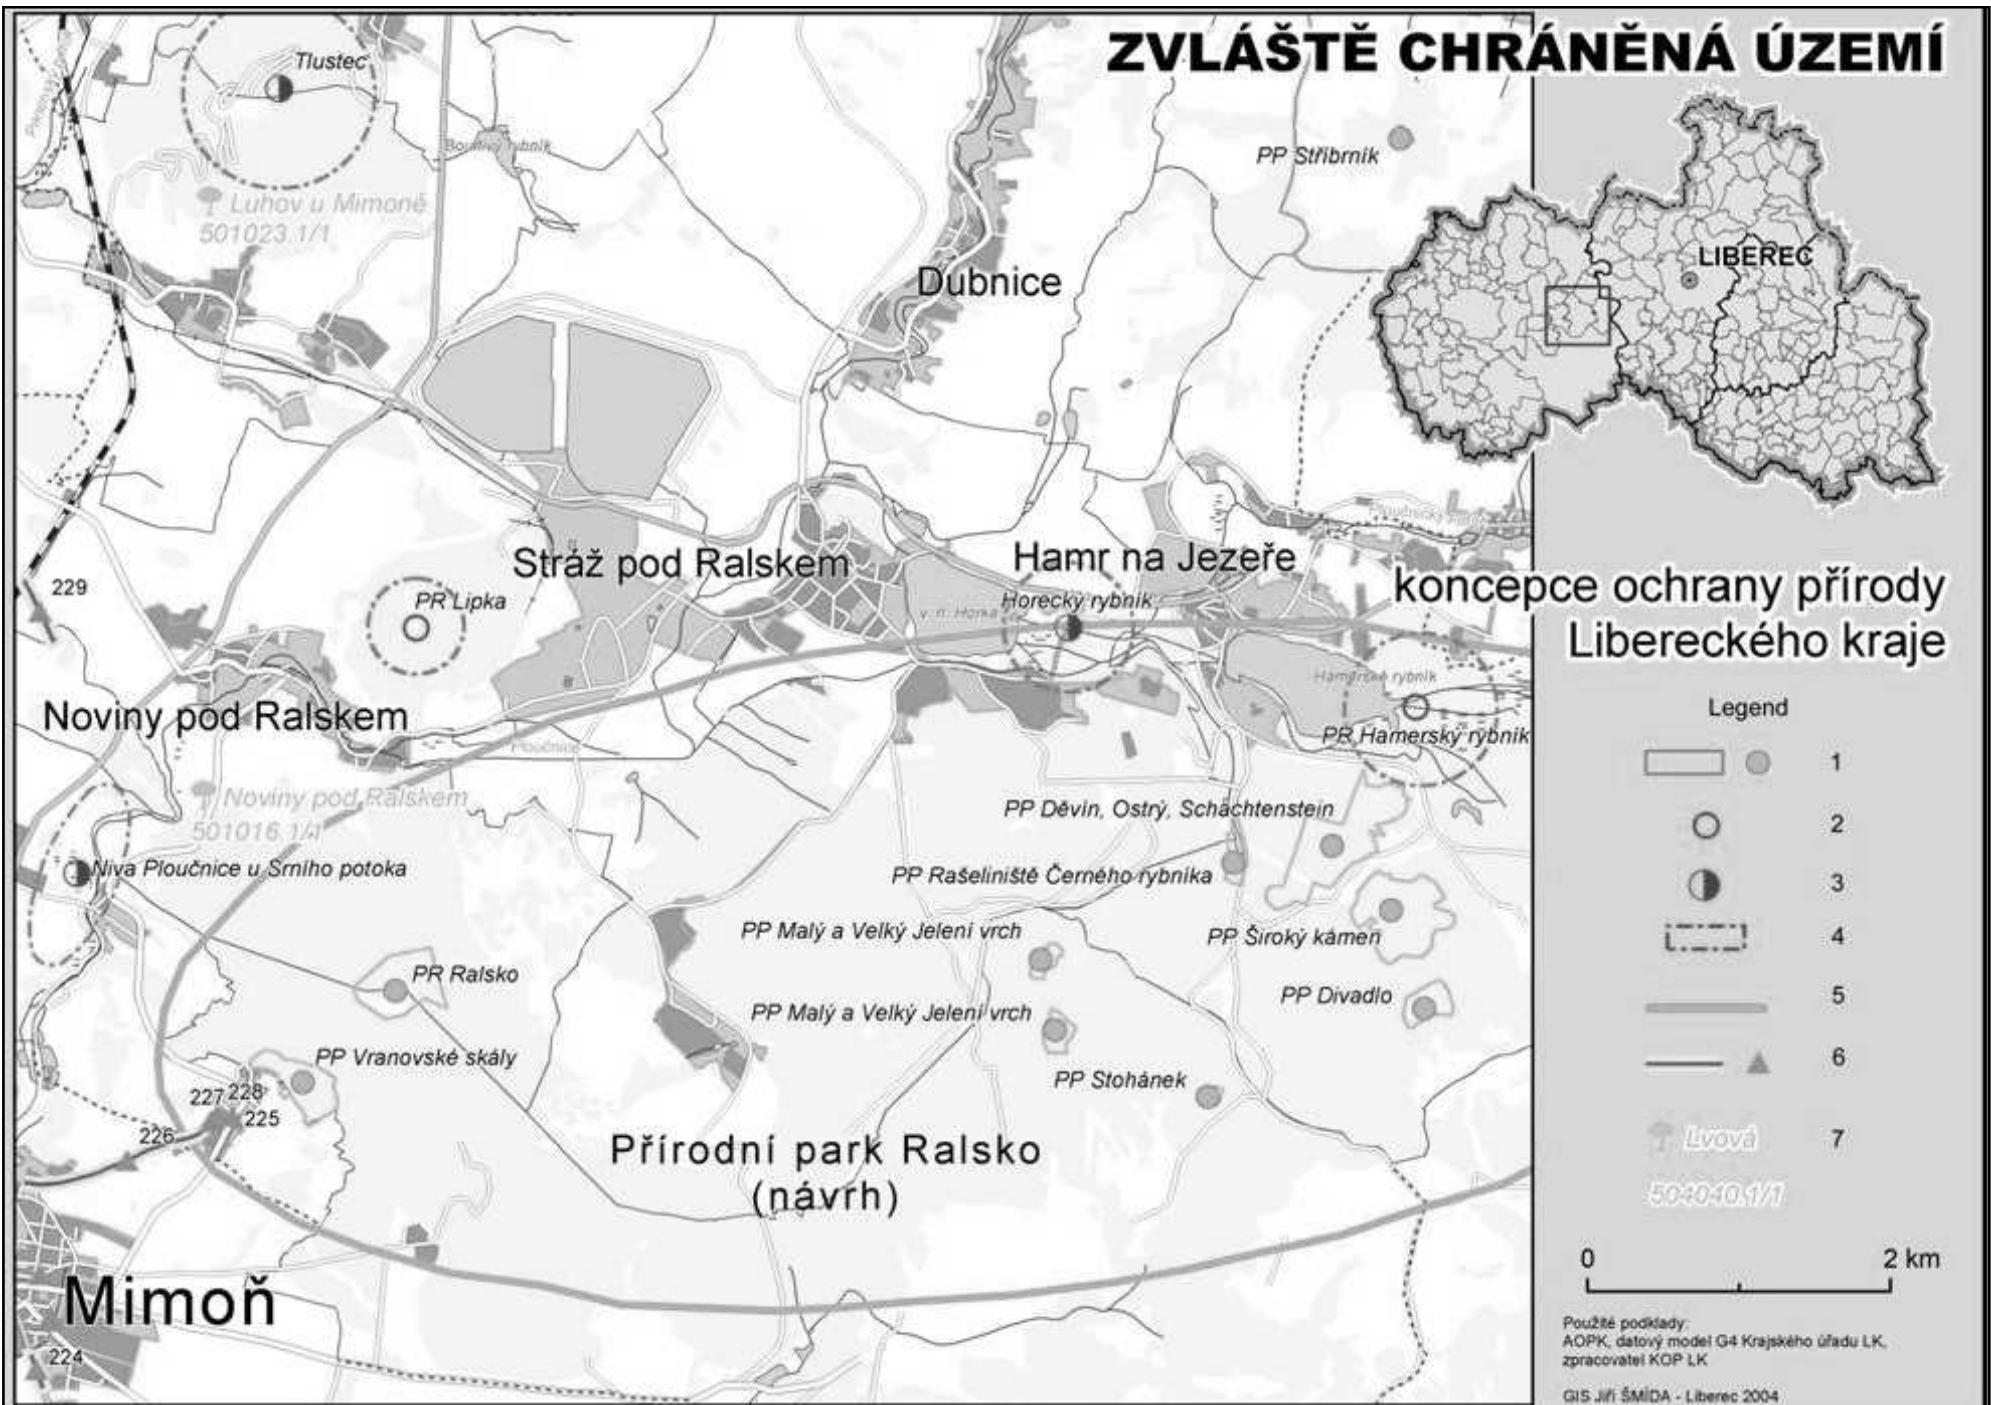 ZVLÁŠTĚ CHRÁNĚNÁ ÚZEMÍ
Tlustec
PP Stříbrník
Luhov u Mimoně
501023 1/1
LIBEREC
Dubnice
Stráž pod Ralskem
Hamr na Jezeře
229
PR Lipka
v. n. Horka
Horecký rybník
koncepce ochrany přírody
Libereckého kraje
Hamerský rybník
Noviny pod Ralskem
PR Hamerský rybník
Ploučnice
Legend
1
Noviny pod Ralskem
501016 1/1
PP Děvín, Ostrý, Schächtenstein
2
Niva Ploučnice u Srního potoka
PP Rašeliniště Černého rybníka
3
PP Malý a Velký Jelení vrch
PP Široký kámen
4
PR Ralsko
PP Divadlo
5
PP Malý a Velký Jelení vrch
PP Vranovské skály
6
PP Stohánek
227 228
225
226
Přírodní park Ralsko
(návrh)
Lvová
7
504040 1/1
0 2 km
Mimoň
224
Použité podklady:
AOPK, datový model G4 Krajského úřadu LK,
zpracovatel KOP LK
GIS Jiří ŠMÍDA - Liberec 2004